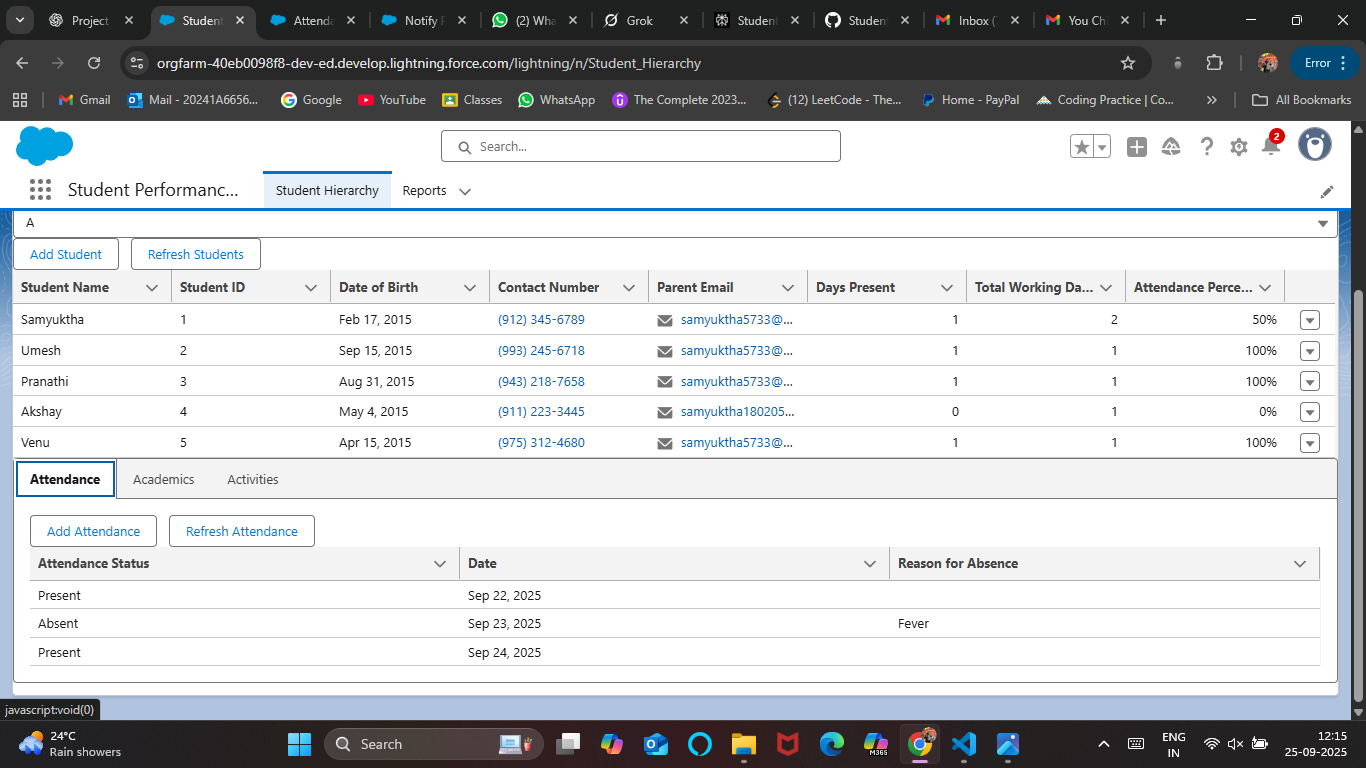 Project
Student
Attenda
Notify F
(2) Wha
Grok
Student
Student
Inbox (
You Chi
orgfarm-40eb0098f8-dev-ed.develop.lightning.force.com/lightning/n/Student_Hierarchy
Error
Gmail
Mail - 20241A6656...
Google
YouTube
Classes
WhatsApp
The Complete 2023...
(12) LeetCode - The...
Home - PayPal
Coding Practice | Co...
»
All Bookmarks
Search...
2
Student Performanc...
Student Hierarchy
Reports
A
Add Student
Refresh Students
Student Name Student ID Date of Birth Contact Number Parent Email Days Present Total Working Da... Attendance Perce...
Samyuktha 1 Feb 17, 2015 (912) 345-6789 samyuktha5733@... 1 2 50%
Umesh 2 Sep 15, 2015 (993) 245-6718 samyuktha5733@... 1 1 100%
Pranathi 3 Aug 31, 2015 (943) 218-7658 samyuktha5733@... 1 1 100%
Akshay 4 May 4, 2015 (911) 223-3445 samyuktha180205... 0 1 0%
Venu 5 Apr 15, 2015 (975) 312-4680 samyuktha5733@... 1 1 100%
Attendance Academics Activities
Add Attendance
Refresh Attendance
Attendance Status Date Reason for Absence
Present Sep 22, 2025
Absent Sep 23, 2025 Fever
Present Sep 24, 2025
javascript:void(0)
24°C
Rain showers
Search
M365
ENG
IN
12:15
25-09-2025